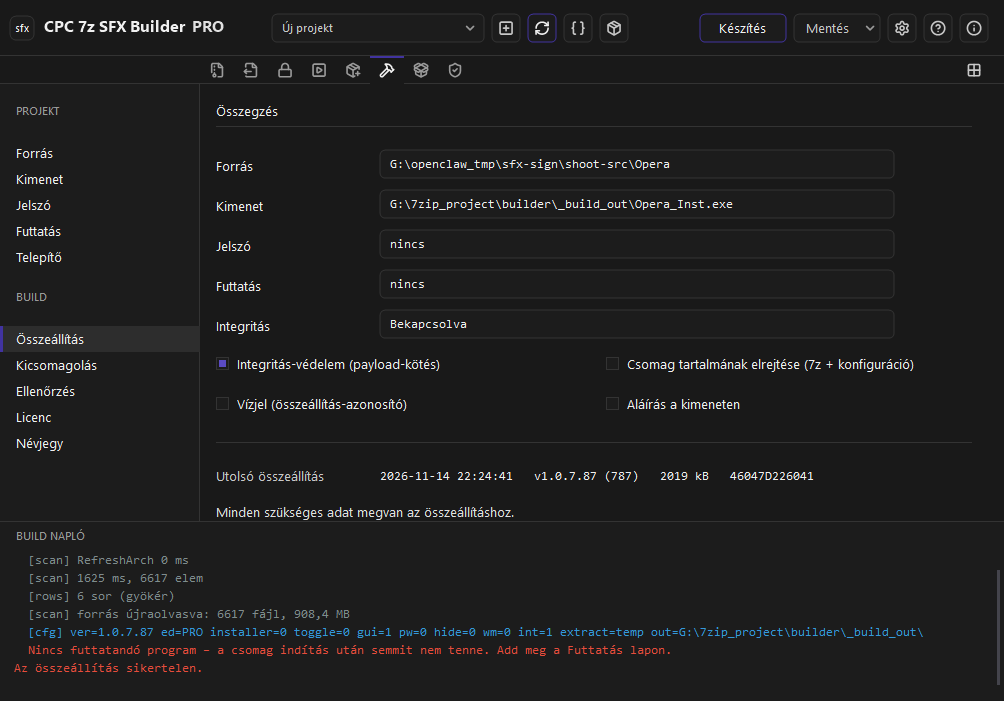 sfx CPC 7z SFX Builder PRO Új projekt Készítés Mentés
PROJEKT
Forrás
Kimenet
Jelszó
Futtatás
Telepítő
BUILD
Összeállítás
Kicsomagolás
Ellenőrzés
Licenc
Névjegy
Összegzés
Forrás G:\openclaw_tmp\sfx-sign\shoot-src\Opera
Kimenet G:\7zip_project\builder\_build_out\Opera_Inst.exe
Jelszó nincs
Futtatás nincs
Integritás Bekapcsolva
Integritás-védelem (payload-kötés) Csomag tartalmának elrejtése (7z + konfiguráció)
Vízjel (összeállítás-azonosító) Aláírás a kimeneten
Utolsó összeállítás 2026-11-14 22:24:41 v1.0.7.87 (787) 2019 kB 46047D226041
Minden szükséges adat megvan az összeállításhoz.
BUILD NAPLÓ
[scan] RefreshArch 0 ms
[scan] 1625 ms, 6617 elem
[rows] 6 sor (gyökér)
[scan] forrás újraolvasva: 6617 fájl, 908,4 MB
[cfg] ver=1.0.7.87 ed=PRO installer=0 toggle=0 gui=1 pw=0 hide=0 wm=0 int=1 extract=temp out=G:\7zip_project\builder\_build_out\
Nincs futtatandó program – a csomag indítás után semmit nem tenne. Add meg a Futtatás lapon.
Az összeállítás sikertelen.